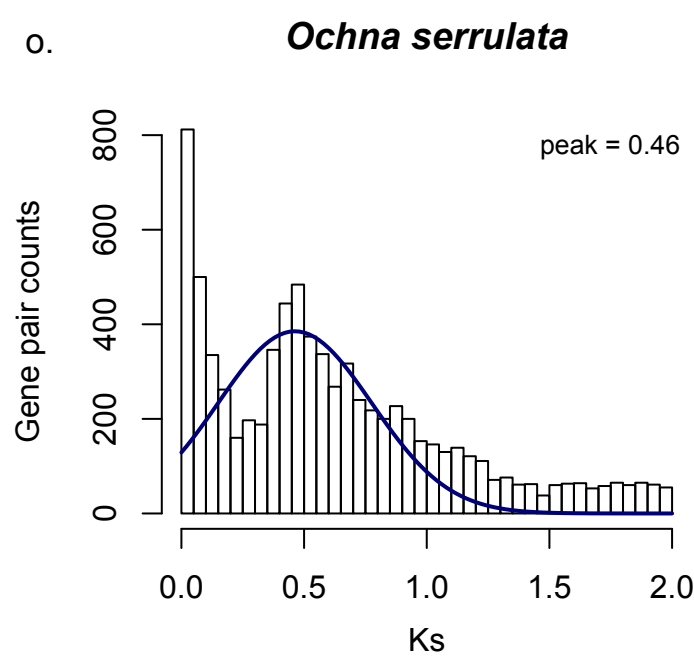 o.
Ochna serrulata
peak = 0.46
Gene pair counts
800
600
400
200
0
0.0 0.5 1.0 1.5 2.0
Ks